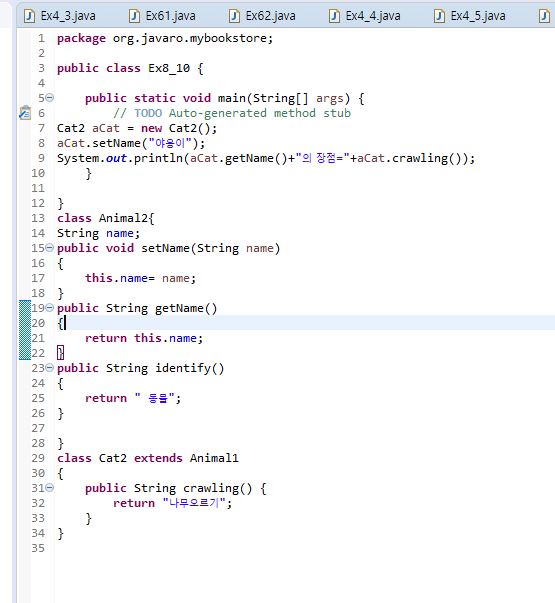 Ex4_3.java Ex61.java Ex62.java Ex4_4.java Ex4_5.java
1 package org.javaro.mybookstore;
2
3 public class Ex8_10 {
4
5 public static void main(String[] args) {
6 // TODO Auto-generated method stub
7 Cat2 aCat = new Cat2();
8 aCat.setName("야옹이");
9 System.out.println(aCat.getName()+"의 장점="+aCat.crawling());
10 }
11
12 }
13 class Animal2{
14 String name;
15 public void setName(String name)
16 {
17 this.name= name;
18 }
19 public String getName()
20 {
21 return this.name;
22 }
23 public String identify()
24 {
25 return " 동물";
26 }
27
28 }
29 class Cat2 extends Animal1
30 {
31 public String crawling() {
32 return "나무오르기";
33 }
34 }
35